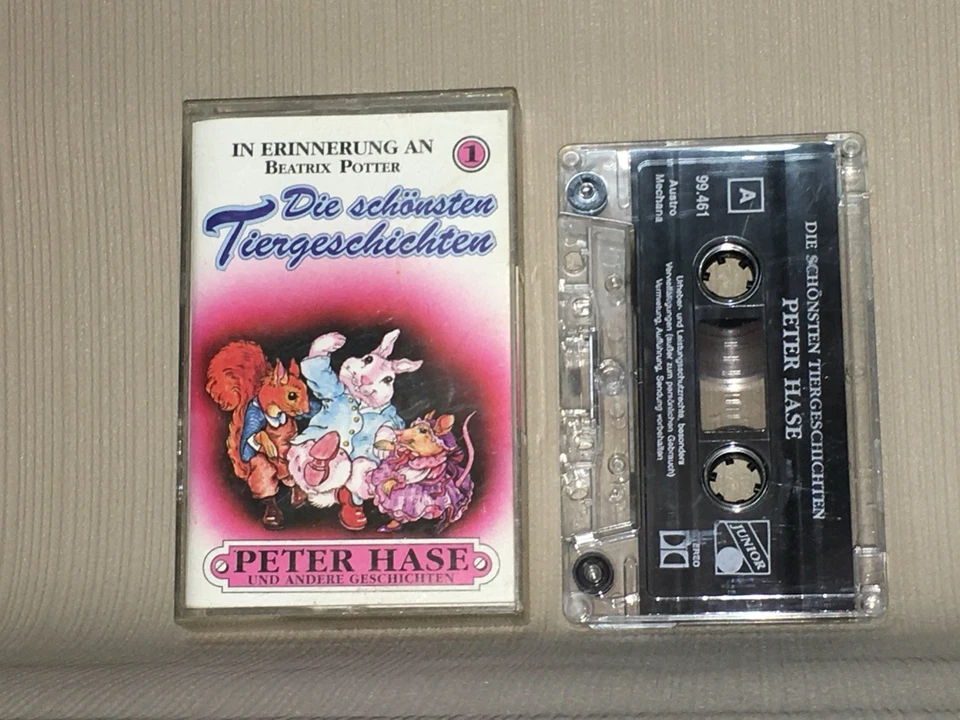 IN ERINNERUNG AN
BEATRIX POTTER
1
Die schönsten
Tiergeschichten
PETER HASE
UND ANDERE GESCHICHTEN
A
99.461
Austro
Mechana
DIE SCHÖNSTEN TIERGESCHICHTEN
PETER HASE
Urheber- und Leistungsschutzrechte, besonders
Vervielfältigungen (außer zum persönlichen Gebrauch)
Vermietung, Aufführung, Sendung vorbehalten
STEREO
JUNIOR